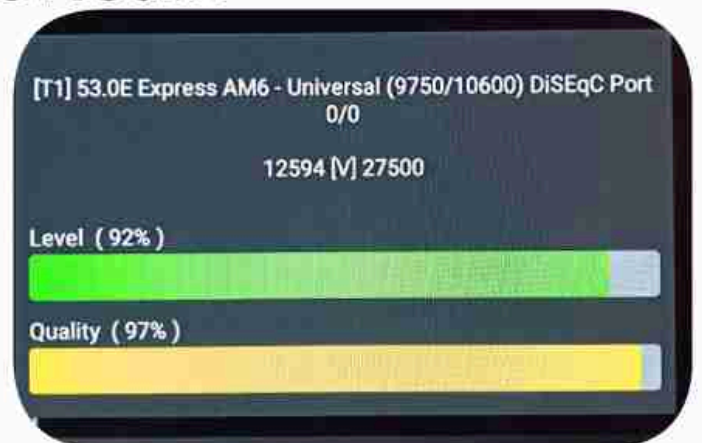 [T1] 53.0E Express AM6 - Universal (9750/10600) DiSEqC Port
0/0
12594 [V] 27500
Level ( 92% )
Quality ( 97% )